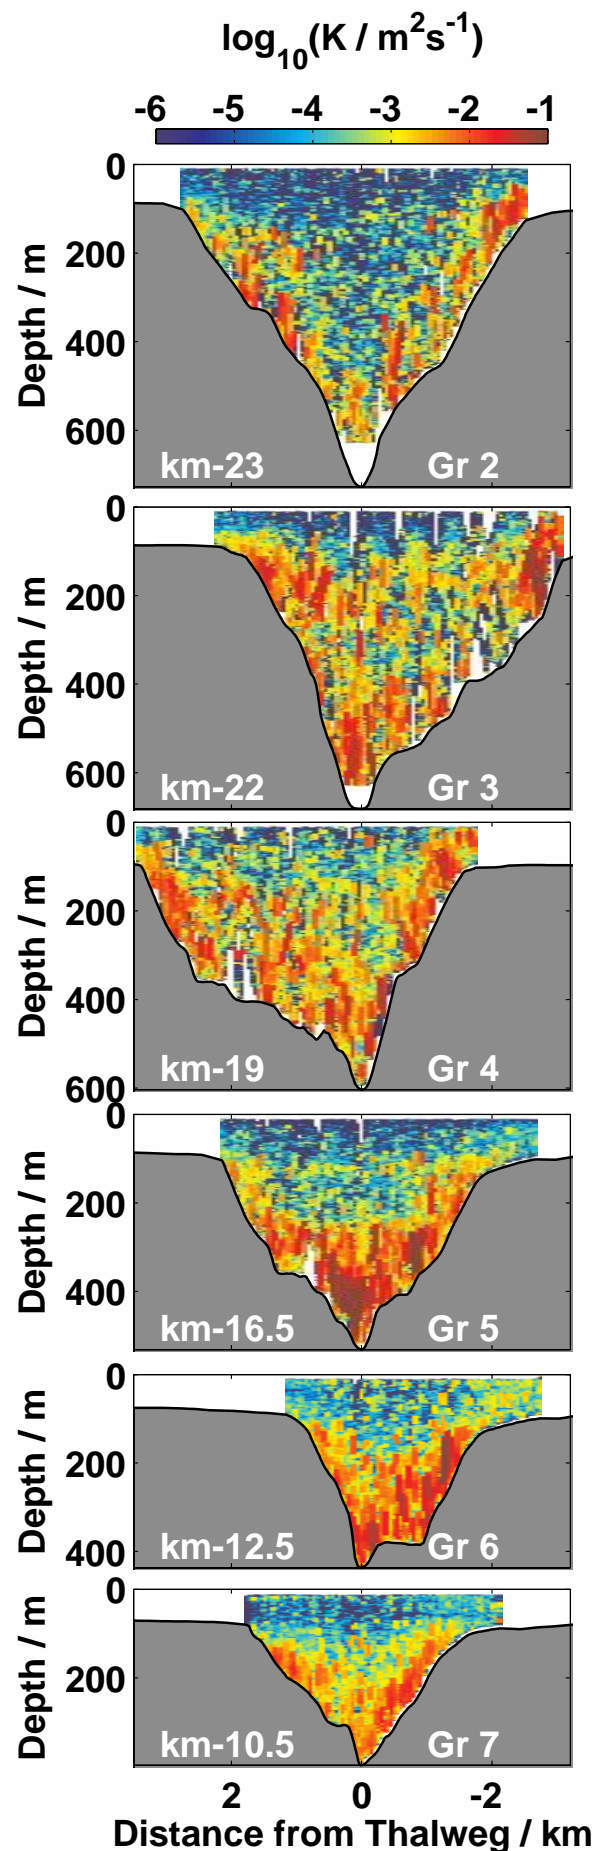 log10(K / m2s-1)
-6 -5 -4 -3 -2 -1
0
200
400
600
Depth / m
km-23 Gr 2
0
200
400
600
Depth / m
km-22 Gr 3
0
200
400
600
Depth / m
km-19 Gr 4
0
200
400
Depth / m
km-16.5 Gr 5
0
200
400
Depth / m
km-12.5 Gr 6
0
200
Depth / m
km-10.5 Gr 7
2 0 -2
Distance from Thalweg / km